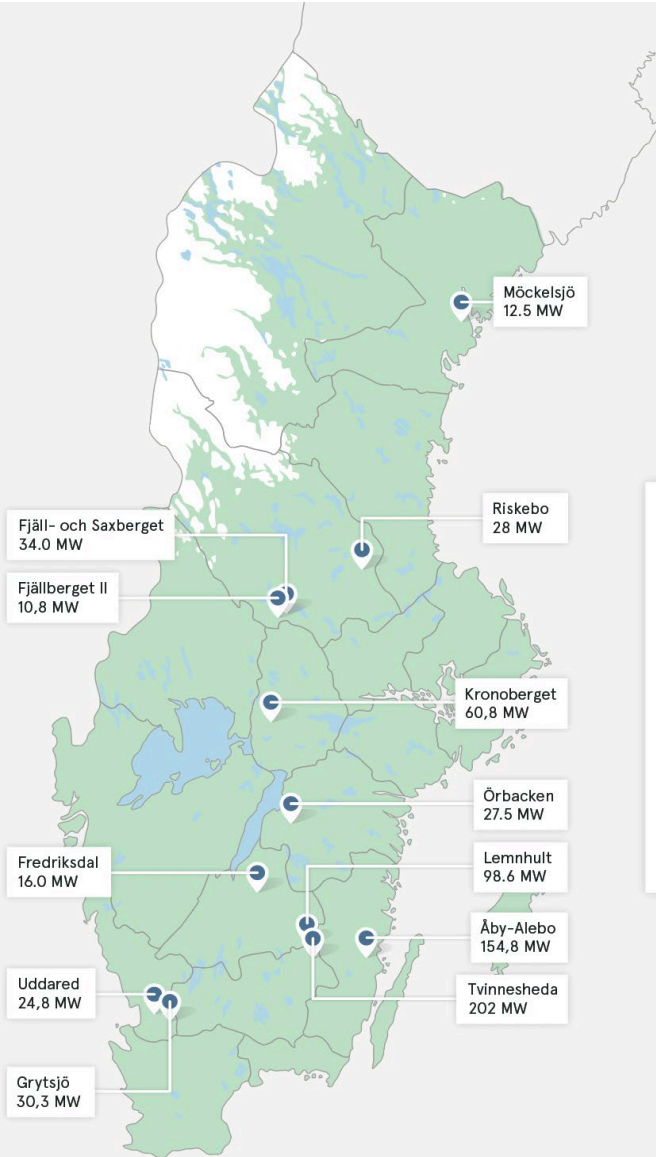 Möckelsjö
12.5 MW
Riskebo
28 MW
Fjäll- och Saxberget
34.0 MW
Fjällberget II
10,8 MW
Kronoberget
60,8 MW
Örbacken
27.5 MW
Lemnhult
98.6 MW
Fredriksdal
16.0 MW
Åby-Alebo
154,8 MW
Uddared
24,8 MW
Tvinnesheda
202 MW
Grytsjö
30,3 MW